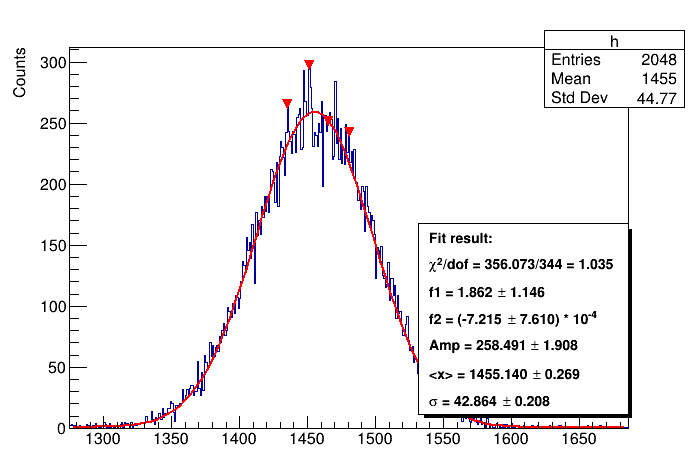 h
Entries 2048
Mean 1455
Std Dev 44.77
Counts
300
250
200
150
100
50
0
Fit result:
χ²/dof = 356.073/344 = 1.035
f1 = 1.862 ± 1.146
f2 = (-7.215 ± 7.610) * 10⁻⁴
Amp = 258.491 ± 1.908
<x> = 1455.140 ± 0.269
σ = 42.864 ± 0.208
1300 1350 1400 1450 1500 1550 1600 1650